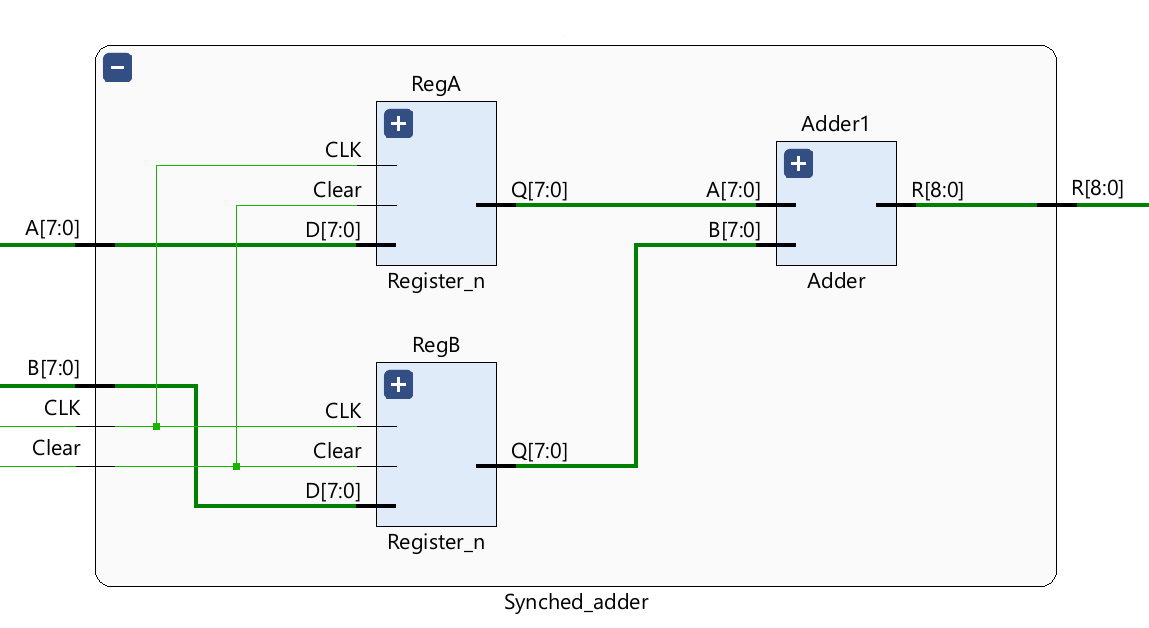 RegA
CLK
Clear
D[7:0]
Q[7:0]
Register_n
Adder1
A[7:0]
B[7:0]
R[8:0]
Adder
R[8:0]
A[7:0]
B[7:0]
CLK
Clear
RegB
CLK
Clear
D[7:0]
Q[7:0]
Register_n
Synched_adder